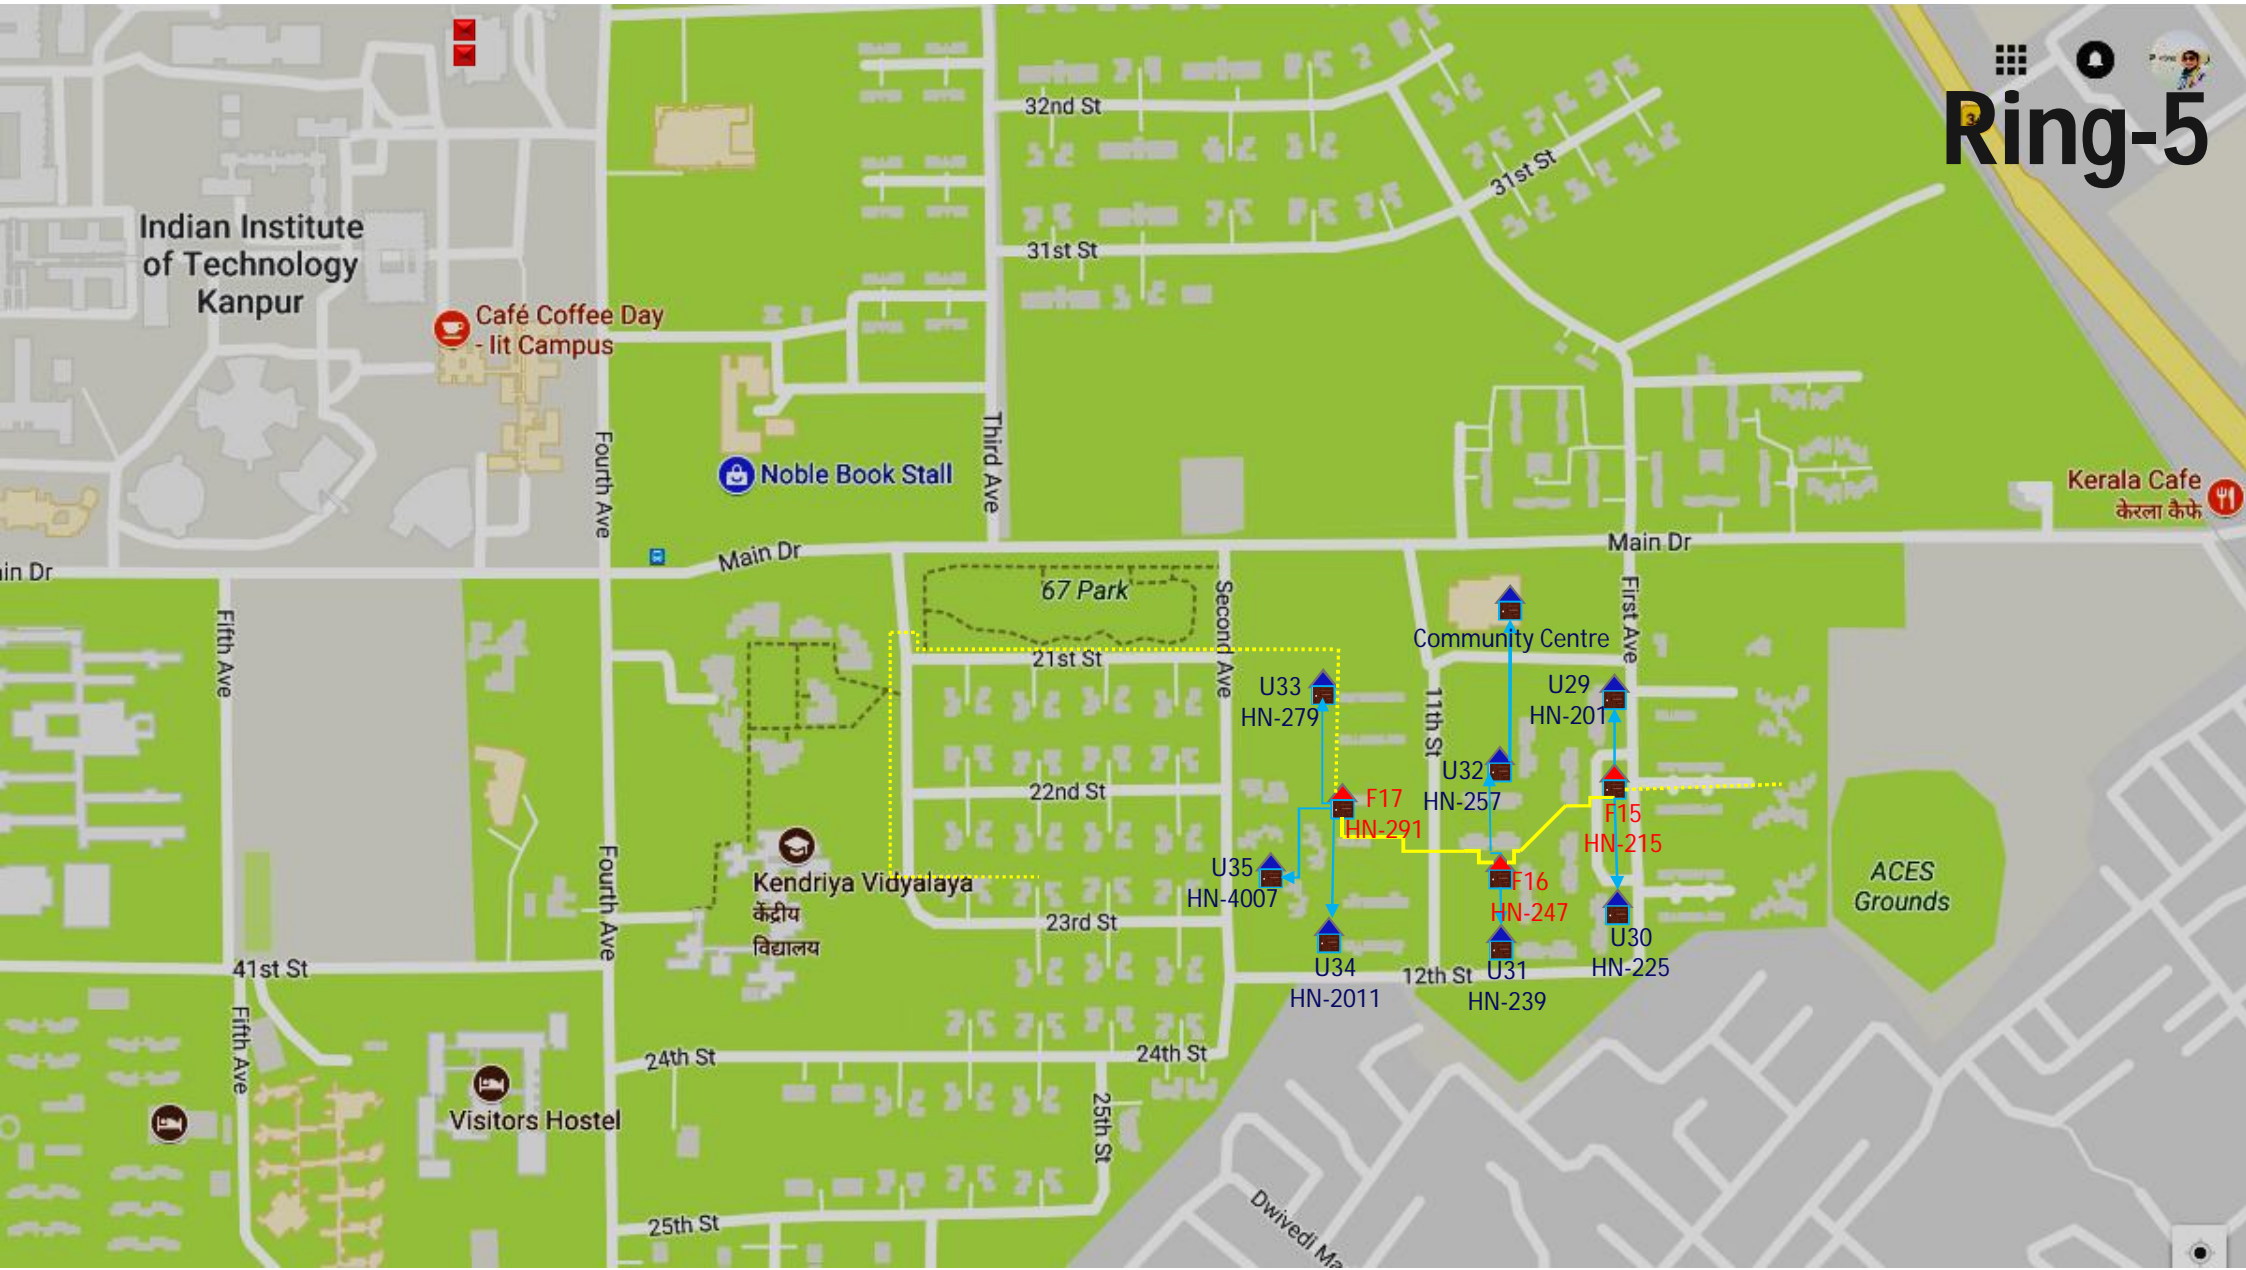 Ring-5
32nd St
31st St
31st St
Indian Institute
of Technology
Kanpur
Café Coffee Day
- Iit Campus
Third Ave
Fourth Ave
Noble Book Stall
Kerala Cafe
केरला कैफे
Main Dr
Main Dr
in Dr
67 Park
Second Ave
First Ave
Fifth Ave
Community Centre
21st St
U33
HN-279
11th St
U29
HN-201
U32
HN-257
22nd St
F17
HN-291
F15
HN-215
U35
HN-4007
F16
HN-247
Kendriya Vidyalaya
केंद्रीय
विद्यालय
Fourth Ave
23rd St
ACES
Grounds
U34
HN-2011
12th St
U31
HN-239
U30
HN-225
41st St
Fifth Ave
24th St
24th St
25th St
Visitors Hostel
25th St
Dwivedi Ma